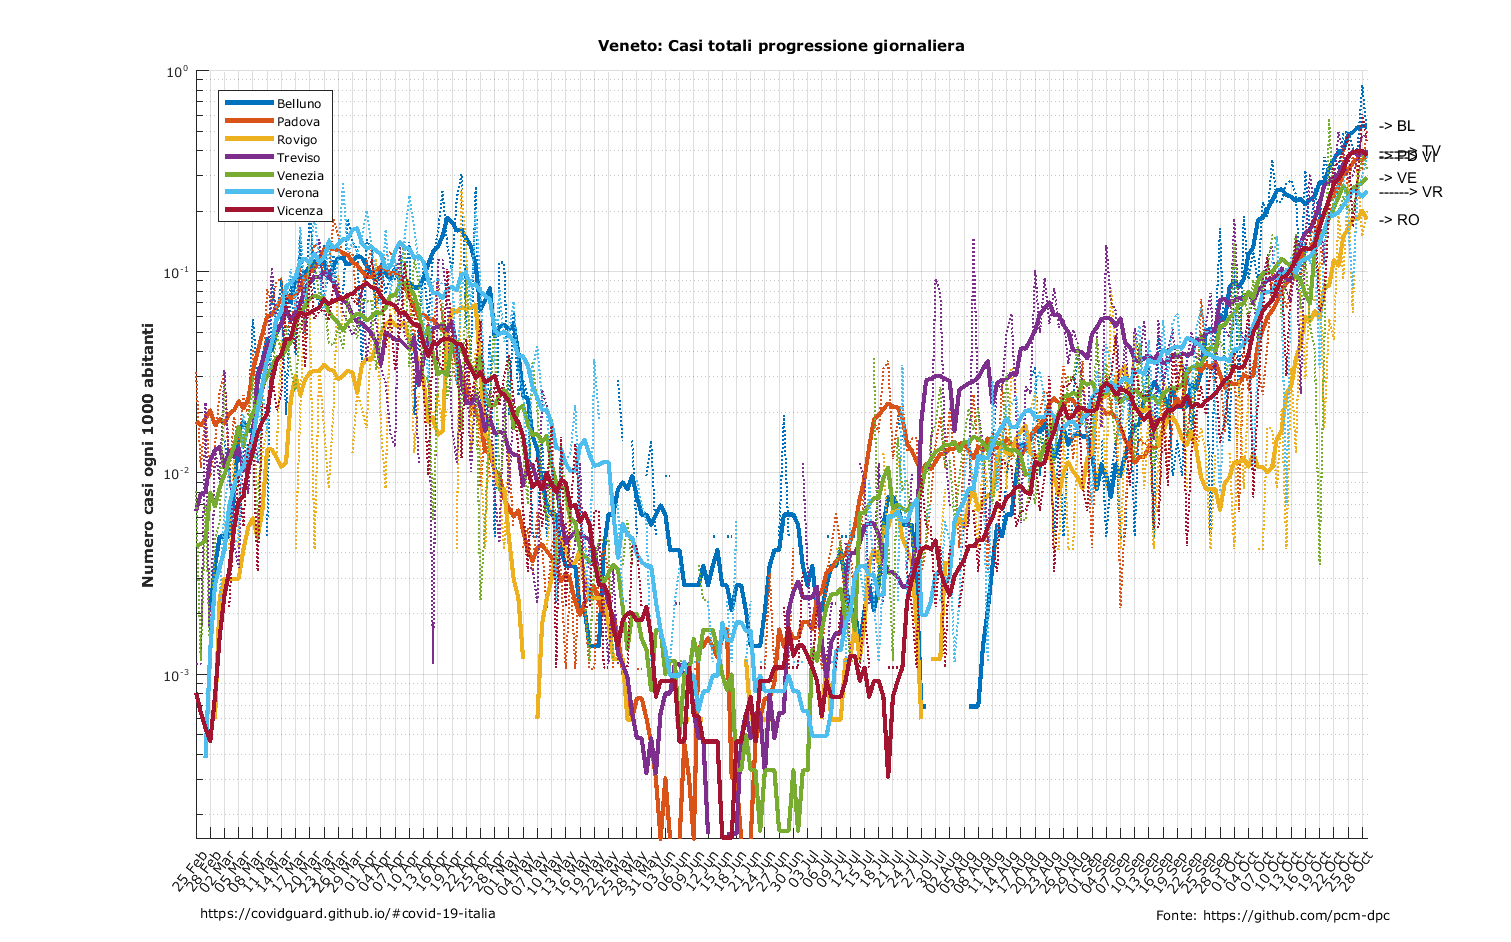 Veneto: Casi totali progressione giornaliera
10⁰
10⁻¹
10⁻²
10⁻³
Numero casi ogni 1000 abitanti
Belluno
Padova
Rovigo
Treviso
Venezia
Verona
Vicenza
-> BL
------> TV
-> PD VI
-> VE
------> VR
-> RO
25 Feb
28 Feb
02 Mar
05 Mar
08 Mar
11 Mar
14 Mar
17 Mar
20 Mar
23 Mar
26 Mar
29 Mar
01 Apr
04 Apr
07 Apr
10 Apr
13 Apr
16 Apr
19 Apr
22 Apr
25 Apr
28 Apr
01 May
04 May
07 May
10 May
13 May
16 May
19 May
22 May
25 May
28 May
31 May
03 Jun
06 Jun
09 Jun
12 Jun
15 Jun
18 Jun
21 Jun
24 Jun
27 Jun
30 Jun
03 Jul
06 Jul
09 Jul
12 Jul
15 Jul
18 Jul
21 Jul
24 Jul
27 Jul
30 Jul
02 Aug
05 Aug
08 Aug
11 Aug
14 Aug
17 Aug
20 Aug
23 Aug
26 Aug
29 Aug
01 Sep
04 Sep
07 Sep
10 Sep
13 Sep
16 Sep
19 Sep
22 Sep
25 Sep
28 Sep
01 Oct
04 Oct
07 Oct
10 Oct
13 Oct
16 Oct
19 Oct
22 Oct
25 Oct
28 Oct
https://covidguard.github.io/#covid-19-italia
Fonte: https://github.com/pcm-dpc